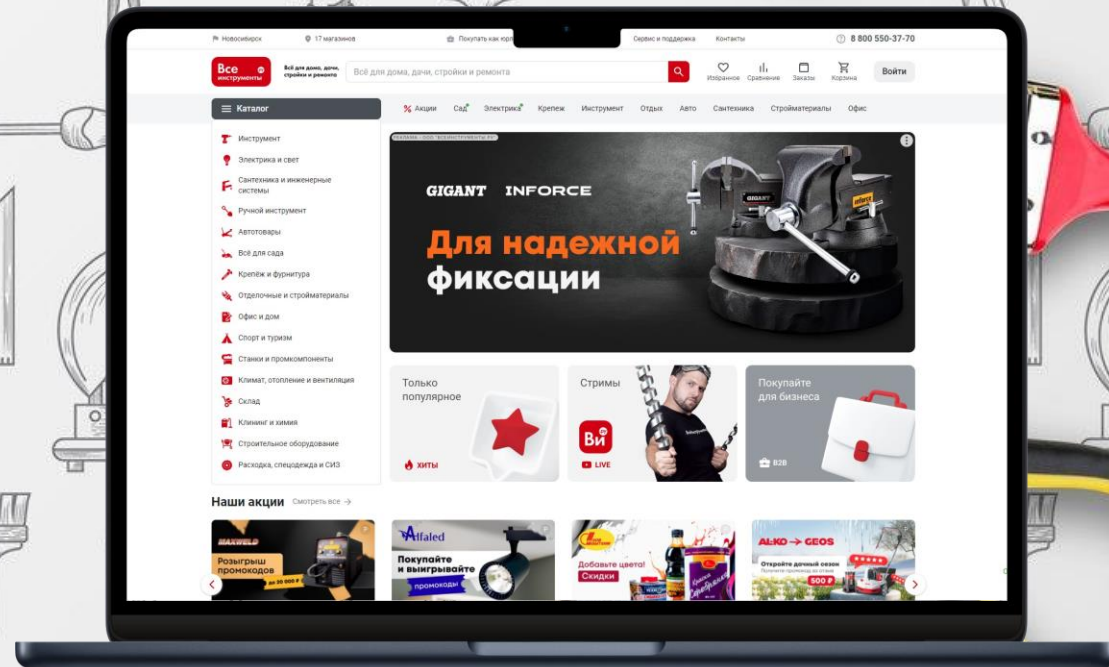 Новосибирск
17 магазинов
Покупать как юрл
Сервис и поддержка
Контакты
8 800 550-37-70
Все
инструменты
Всё для дома, дачи,
стройки и ремонта
Всё для дома, дачи, стройки и ремонта
Избранное
Сравнение
Заказы
Корзина
Войти
Каталог
% Акции
Сад
Электрика
Крепеж
Инструмент
Отдых
Авто
Сантехника
Стройматериалы
Офис
Инструмент
Электрика и свет
Сантехника и инженерные
системы
Ручной инструмент
Автотовары
Всё для сада
Крепёж и фурнитура
Отделочные и стройматериалы
Офис и дом
Спорт и туризм
Станки и промкомпоненты
Климат, отопление и вентиляция
Склад
Клининг и химия
Строительное оборудование
Расходка, спецодежда и СИЗ
GIGANT INFORCE
Для надежной
фиксации
GIGANT
inforce
Только
популярное
ХИТЫ
Стримы
Ви
LIVE
Покупайте
для бизнеса
B2B
Наши акции
Смотреть все →
MAXWELD
Розыгрыш
промокодов
Alfaled
Покупайте
и выигрывайте
промокоды
Добавьте цвета!
Скидки
Краска
Серебрянка
AL-KO → GEOS
Откройте дачный сезон
500 ₽